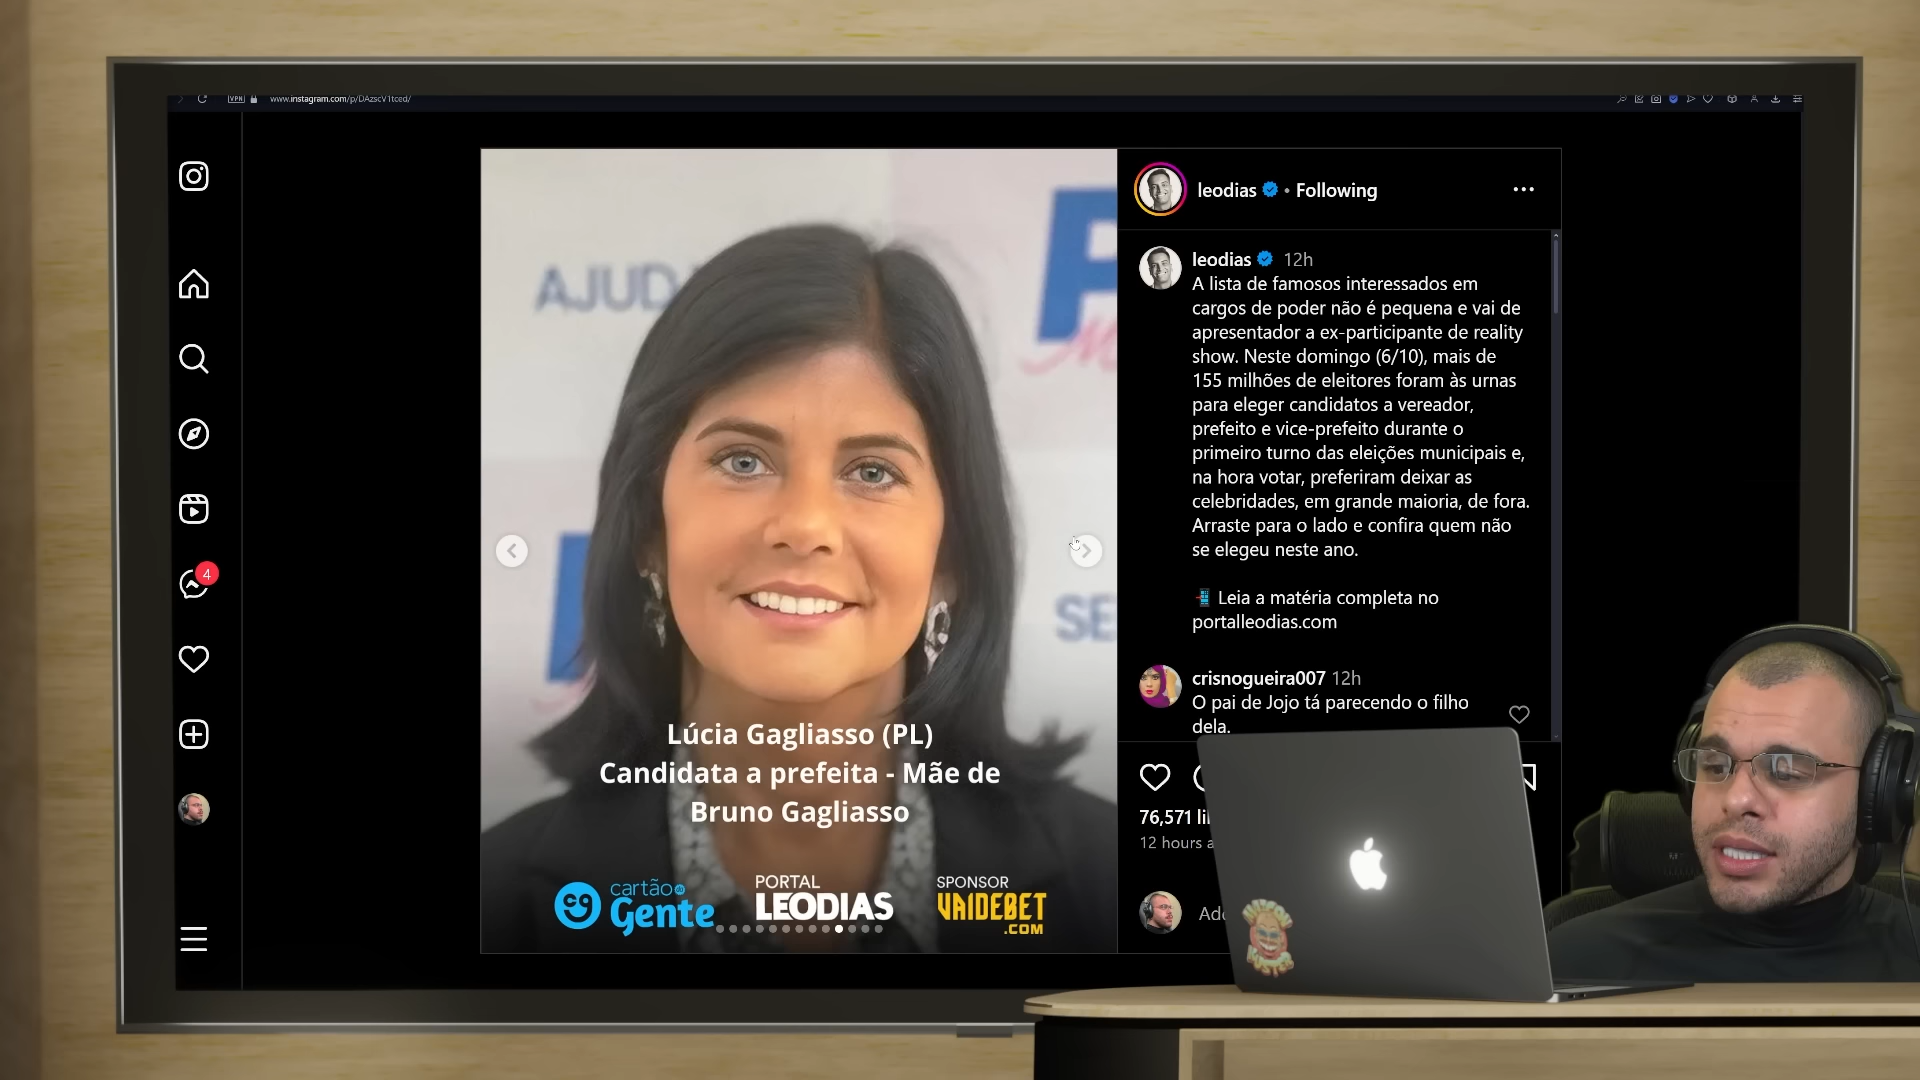 VPN
www.instagram.com/p/DAzscV1tced/
leodias • Following
leodias 12h
A lista de famosos interessados em
cargos de poder não é pequena e vai de
apresentador a ex-participante de reality
show. Neste domingo (6/10), mais de
155 milhões de eleitores foram às urnas
para eleger candidatos a vereador,
prefeito e vice-prefeito durante o
primeiro turno das eleições municipais e,
na hora votar, preferiram deixar as
celebridades, em grande maioria, de fora.
Arraste para o lado e confira quem não
se elegeu neste ano.
Leia a matéria completa no
portalleodias.com
crisnogueira007 12h
O pai de Jojo tá parecendo o filho
dela.
76,571
12 hours
4
AJUD
P
SE
Lúcia Gagliasso (PL)
Candidata a prefeita - Mãe de
Bruno Gagliasso
cartão
Gente
PORTAL
LEODIAS
SPONSOR
VAIDEBET
.COM